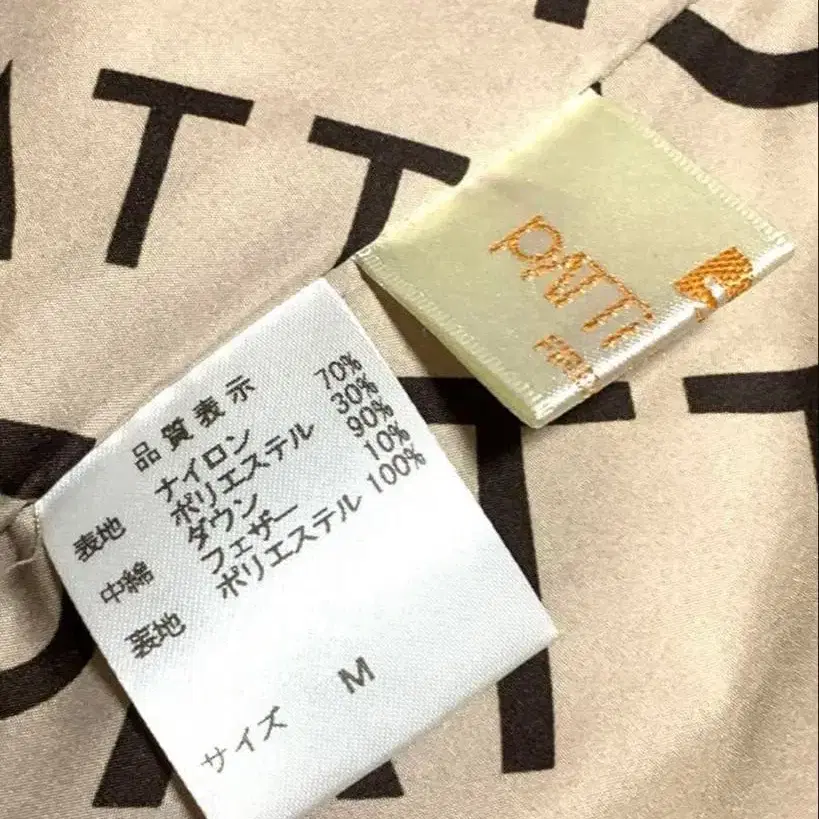 品質表示
表地 ナイロン 70%
ポリエステル 30%
中綿 ダウン 90%
フェザー 10%
裏地 ポリエステル 100%
サイズ M